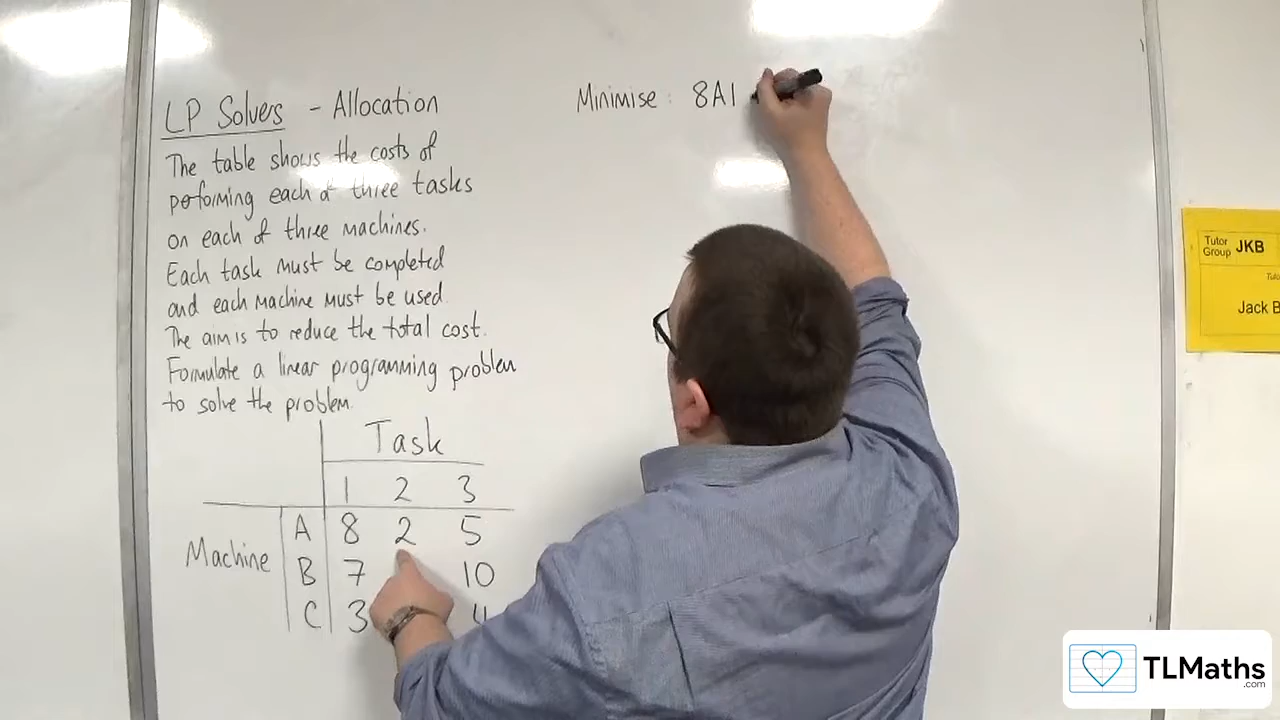 LP Solvers - Allocation
The table shows the costs of
performing each of three tasks
on each of three machines.
Each task must be completed
and each machine must be used.
The aim is to reduce the total cost.
Formulate a linear programming problem
to solve the problem.
Task
1 2 3
Machine
A 8 2 5
B 7 10
C 3 4
Minimise: 8A1
Tutor
Group JKB
Jack B
TLMaths
.com